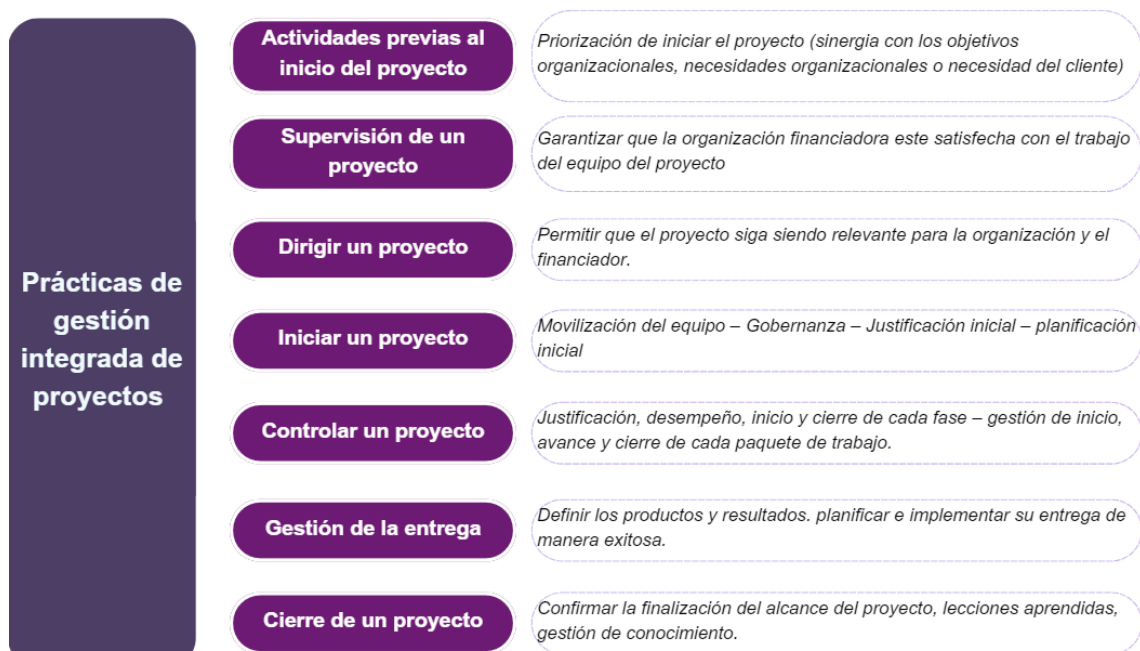 Prácticas de
gestión
integrada de
proyectos
Actividades previas al
inicio del proyecto
Priorización de iniciar el proyecto (sinergia con los objetivos
organizacionales, necesidades organizacionales o necesidad del cliente)
Supervisión de un
proyecto
Garantizar que la organización financiadora este satisfecha con el trabajo
del equipo del proyecto
Dirigir un proyecto
Permitir que el proyecto siga siendo relevante para la organización y el
financiador.
Iniciar un proyecto
Movilización del equipo – Gobernanza – Justificación inicial – planificación
inicial
Controlar un proyecto
Justificación, desempeño, inicio y cierre de cada fase – gestión de inicio,
avance y cierre de cada paquete de trabajo.
Gestión de la entrega
Definir los productos y resultados. planificar e implementar su entrega de
manera exitosa.
Cierre de un proyecto
Confirmar la finalización del alcance del proyecto, lecciones aprendidas,
gestión de conocimiento.